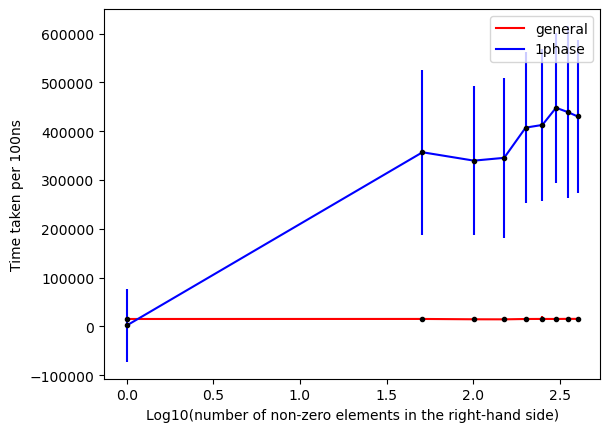 general
1phase
600000
500000
400000
300000
200000
100000
0
−100000
Time taken per 100ns
0.0 0.5 1.0 1.5 2.0 2.5
Log10(number of non-zero elements in the right-hand side)